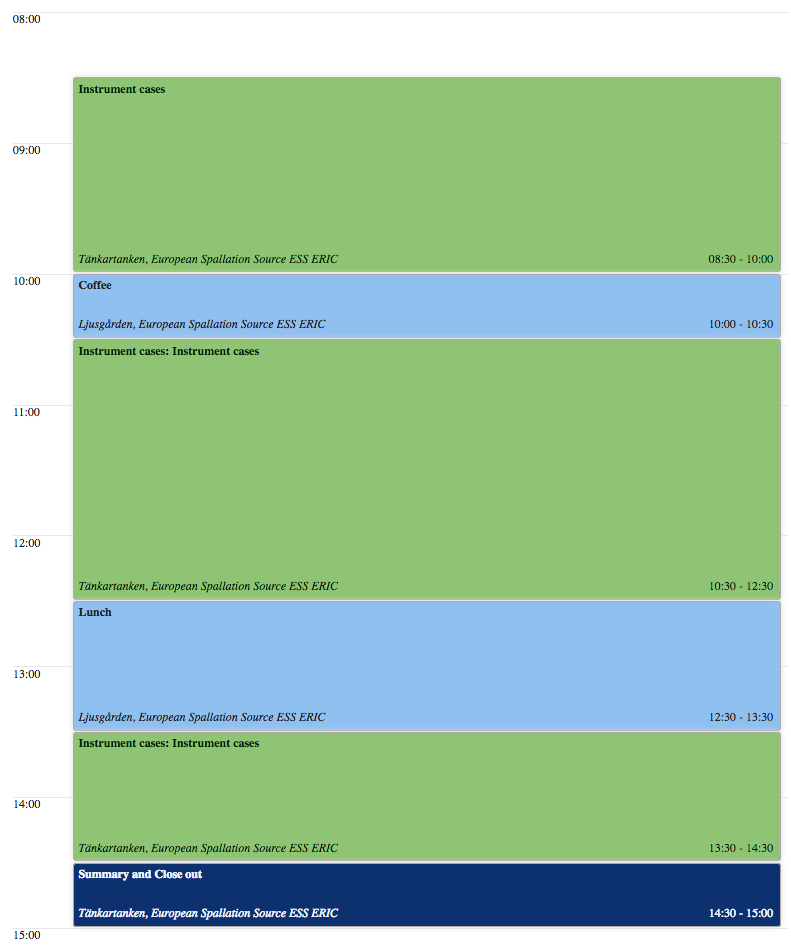 08:00
Instrument cases
09:00
Tänkartanken, European Spallation Source ESS ERIC 08:30 - 10:00
10:00
Coffee
Ljusgården, European Spallation Source ESS ERIC 10:00 - 10:30
Instrument cases: Instrument cases
11:00
12:00
Tänkartanken, European Spallation Source ESS ERIC 10:30 - 12:30
Lunch
13:00
Ljusgården, European Spallation Source ESS ERIC 12:30 - 13:30
Instrument cases: Instrument cases
14:00
Tänkartanken, European Spallation Source ESS ERIC 13:30 - 14:30
Summary and Close out
Tänkartanken, European Spallation Source ESS ERIC 14:30 - 15:00
15:00